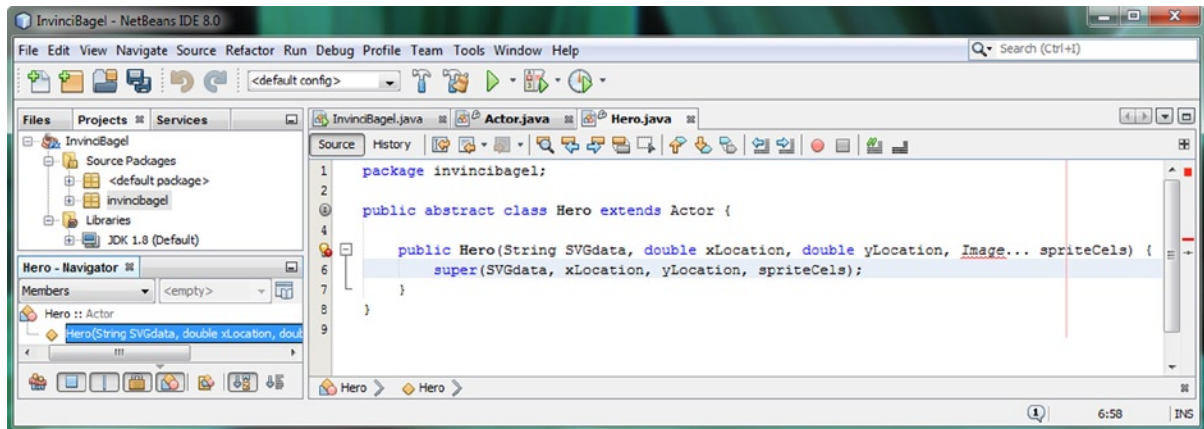 InvinciBagel - NetBeans IDE 8.0
File Edit View Navigate Source Refactor Run Debug Profile Team Tools Window Help
Search (Ctrl+I)
<default config>
Files Projects Services
InvinciBagel.java Actor.java Hero.java
InvinciBagel
Source Packages
<default package>
invincibagel
Libraries
JDK 1.8 (Default)
Source History
1 package invincibagel;
2
public abstract class Hero extends Actor {
4
public Hero(String SVGdata, double xLocation, double yLocation, Image... spriteCels) {
6 super(SVGdata, xLocation, yLocation, spriteCels);
7 }
8 }
9
Hero - Navigator
Members <empty>
Hero :: Actor
Hero(String SVGdata, double xLocation, doub
Hero Hero
1 6:58 INS